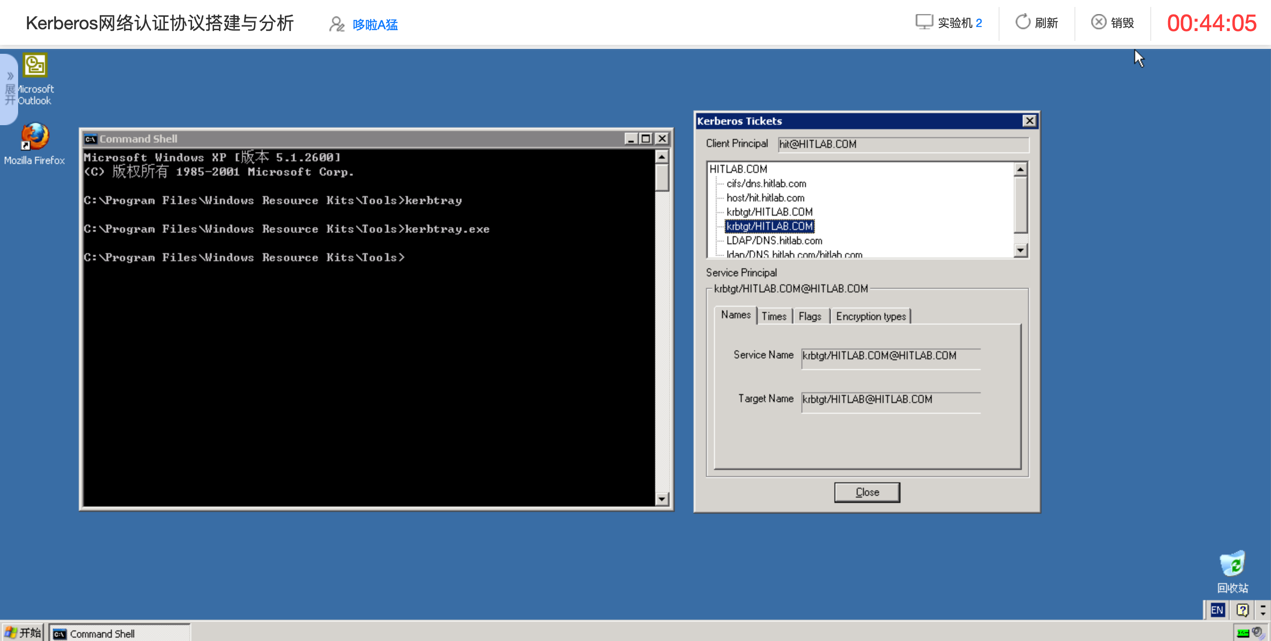 Kerberos网络认证协议搭建与分析
哆啦A猛
实验机 2
刷新
销毁
00:44:05
»
展
开
Microsoft
Outlook
Mozilla Firefox
Command Shell
Microsoft Windows XP [版本 5.1.2600]
(C) 版权所有 1985-2001 Microsoft Corp.
C:\Program Files\Windows Resource Kits\Tools>kerbtray
C:\Program Files\Windows Resource Kits\Tools>kerbtray.exe
C:\Program Files\Windows Resource Kits\Tools>
Kerberos Tickets
Client Principal hit@HITLAB.COM
HITLAB.COM
cifs/dns.hitlab.com
host/hit.hitlab.com
krbtgt/HITLAB.COM
krbtgt/HITLAB.COM
LDAP/DNS.hitlab.com
ldap/DNS.hitlab.com/hitlab.com
Service Principal
krbtgt/HITLAB.COM@HITLAB.COM
Names Times Flags Encryption types
Service Name krbtgt/HITLAB.COM@HITLAB.COM
Target Name krbtgt/HITLAB@HITLAB.COM
Close
回收站
EN
开始 Command Shell